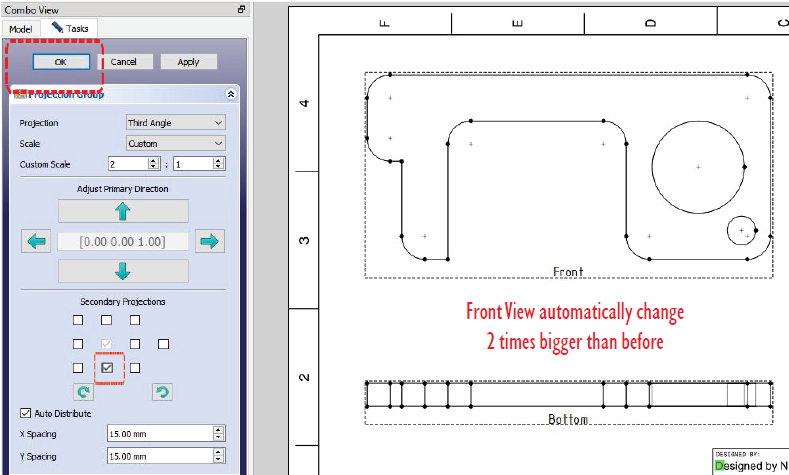 Combo View
Model
Tasks
OK
Cancel
Apply
Projection Group
Projection
Third Angle
Scale
Custom
Custom Scale
2
:
1
Adjust Primary Direction
[0.00 0.00 1.00]
Secondary Projections
Auto Distribute
X Spacing
15.00 mm
Y Spacing
15.00 mm
F
E
D
C
4
3
2
Front
Front View automatically change
2 times bigger than before
Bottom
DESIGNED BY:
Designed by N